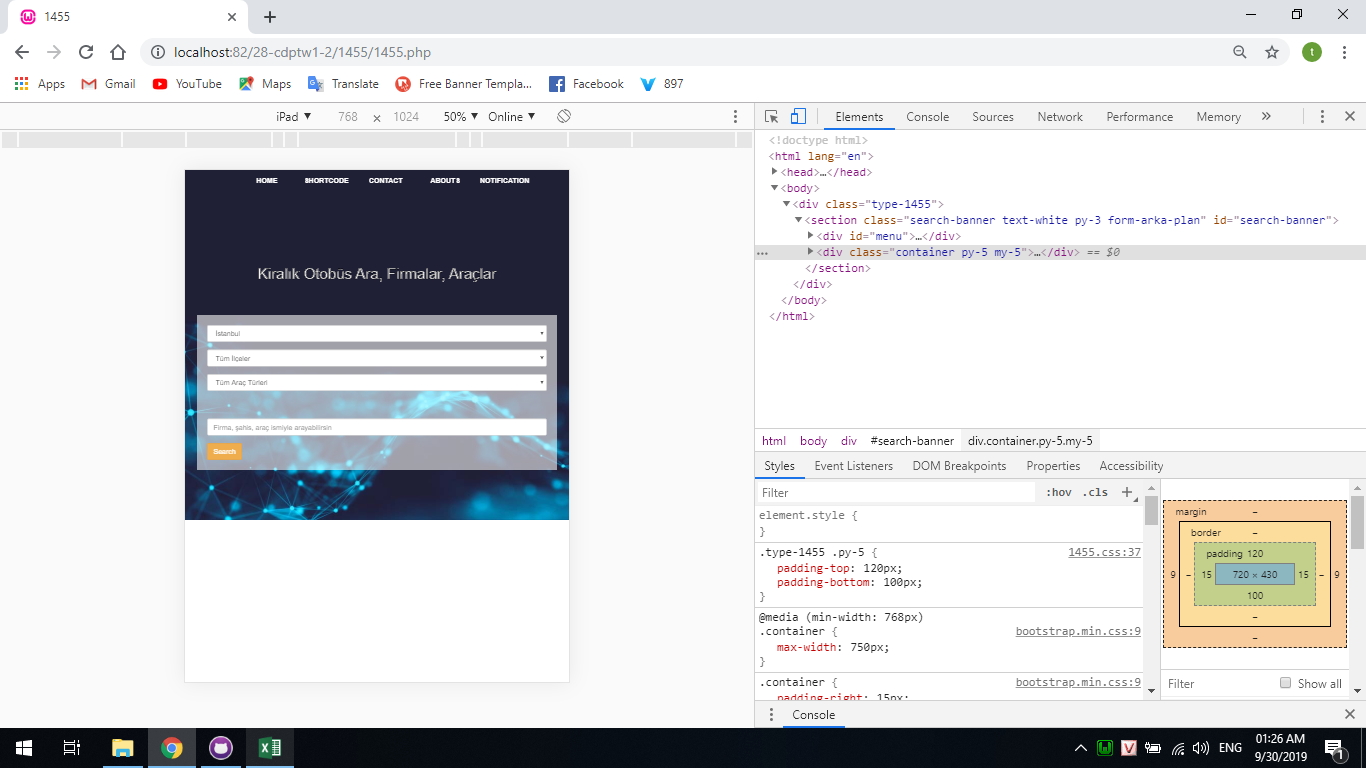 1455
localhost:82/28-cdptw1-2/1455/1455.php
t
Apps Gmail YouTube Maps Translate Free Banner Templa... Facebook 897
iPad ▼ 768 × 1024 50% ▼ Online ▼
HOME SHORTCODE CONTACT ABOUT8 NOTIFICATION
Kiralık Otobüs Ara, Firmalar, Araçlar
İstanbul
Tüm İlçeler
Tüm Araç Türleri
Firma, şahis, araç ismiyle arayabilirsin
Search
Elements Console Sources Network Performance Memory »
<!doctype html>
<html lang="en">
<head>…</head>
<body>
<div class="type-1455">
<section class="search-banner text-white py-3 form-arka-plan" id="search-banner">
<div id="menu">…</div>
<div class="container py-5 my-5">…</div> == $0
</section>
</div>
</body>
</html>
html body div #search-banner div.container.py-5.my-5
Styles Event Listeners DOM Breakpoints Properties Accessibility
Filter :hov .cls +
element.style {
}
.type-1455 .py-5 { 1455.css:37
padding-top: 120px;
padding-bottom: 100px;
}
@media (min-width: 768px)
.container { bootstrap.min.css:9
max-width: 750px;
}
.container { bootstrap.min.css:9
padding-right: 15px;
margin –
border –
padding 120
9 – 15 720 × 430 15 – 9
100
–
–
Filter Show all
Console
ENG
01:26 AM
9/30/2019
1